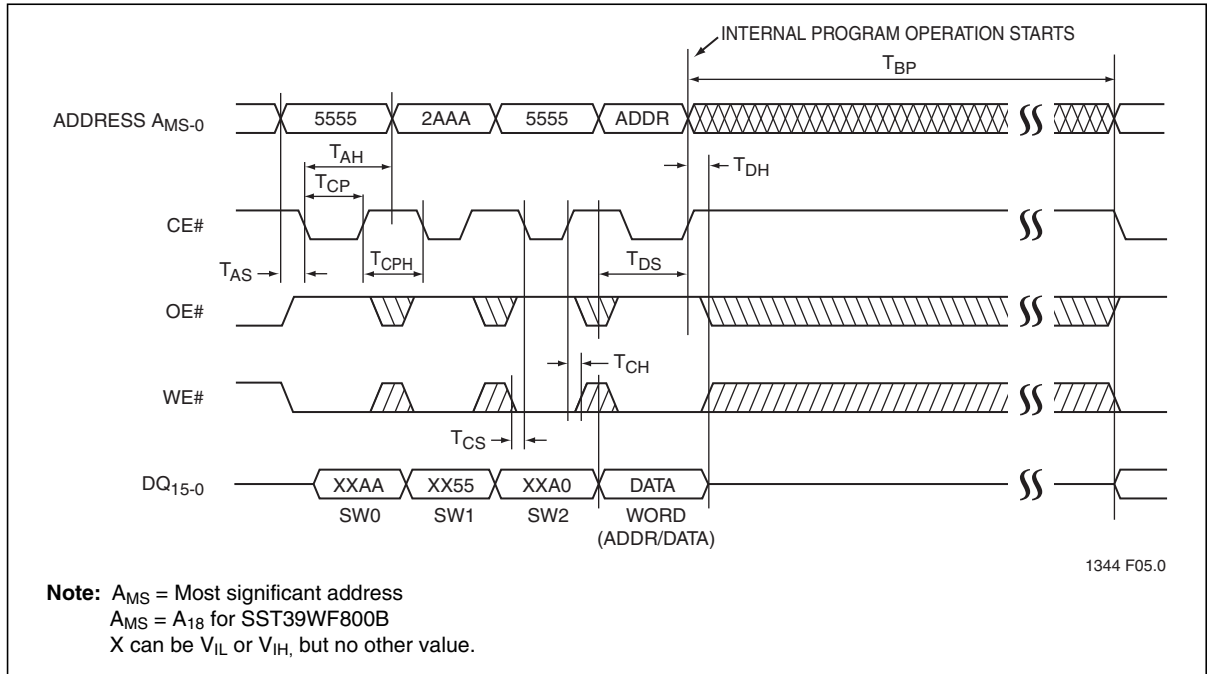 INTERNAL PROGRAM OPERATION STARTS
TBP
ADDRESS AMS-0
5555
2AAA
5555
ADDR
TAH
TDH
TCP
CE#
TAS
TCPH
TDS
OE#
TCH
WE#
TCS
DQ15-0
XXAA
XX55
XXA0
DATA
SW0
SW1
SW2
WORD
(ADDR/DATA)
1344 F05.0
Note: AMS = Most significant address
AMS = A18 for SST39WF800B
X can be VIL or VIH, but no other value.